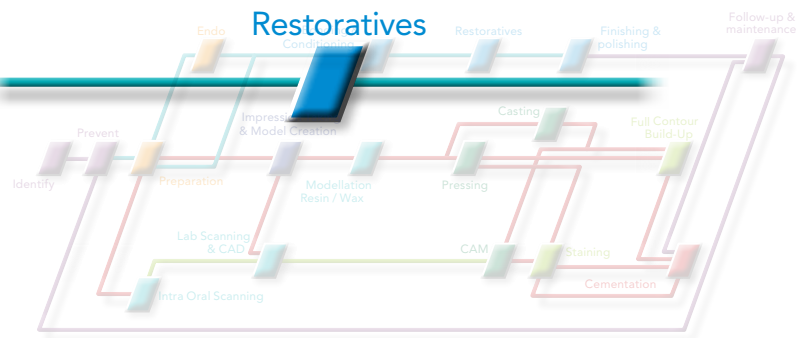 Restoratives
Endo
Conditioning
Restoratives
Finishing &
polishing
Follow-up &
maintenance
Casting
Impress
& Model Creation
Full Contour
Build-Up
Prevent
Identify
Preparation
Modellation
Resin / Wax
Pressing
Lab Scanning
& CAD
CAM
Staining
Cementation
Intra Oral Scanning